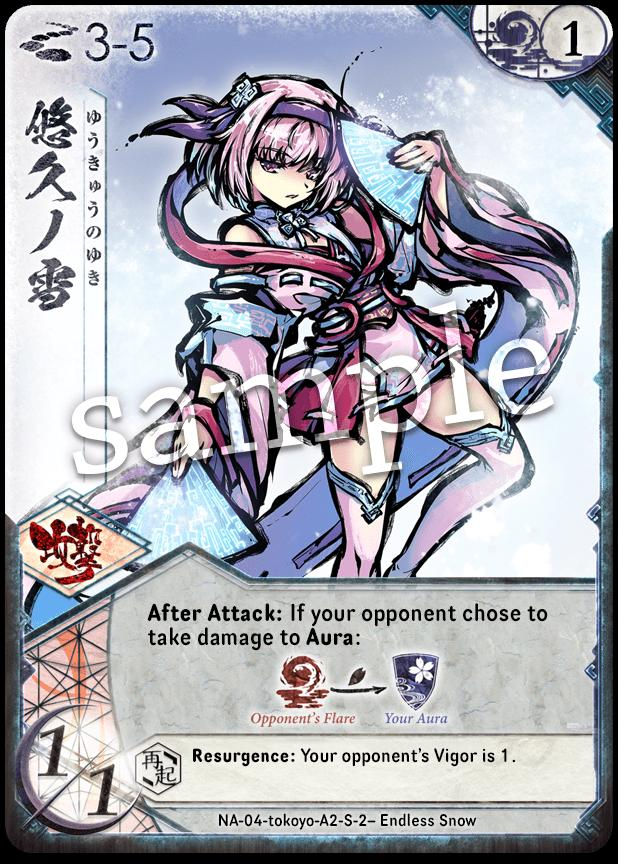 3-5
1
悠久ノ雪
ゆうきゅうのゆき
sample
攻撃
After Attack: If your opponent chose to
take damage to Aura:
Opponent's Flare
Your Aura
1/1
再起
Resurgence: Your opponent's Vigor is 1.
NA-04-tokoyo-A2-S-2– Endless Snow